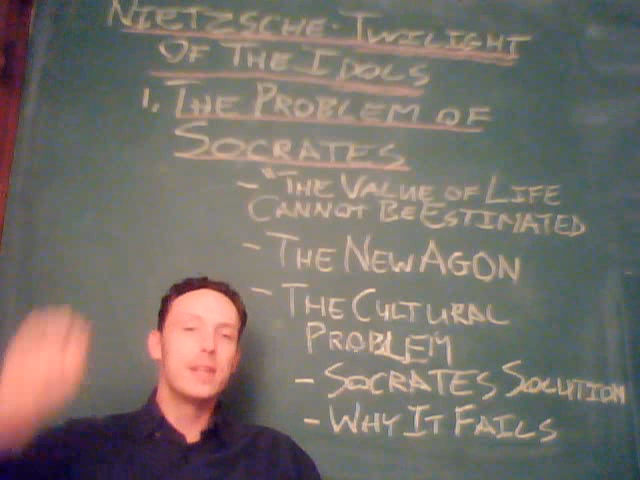 NIETZSCHE - TWILIGHT
OF THE IDOLS
1. THE PROBLEM OF
SOCRATES
- "THE VALUE OF LIFE
CANNOT BE ESTIMATED
- THE NEW AGON
- THE CULTURAL
PROBLEM
- SOCRATES SOLUTION
- WHY IT FAILS